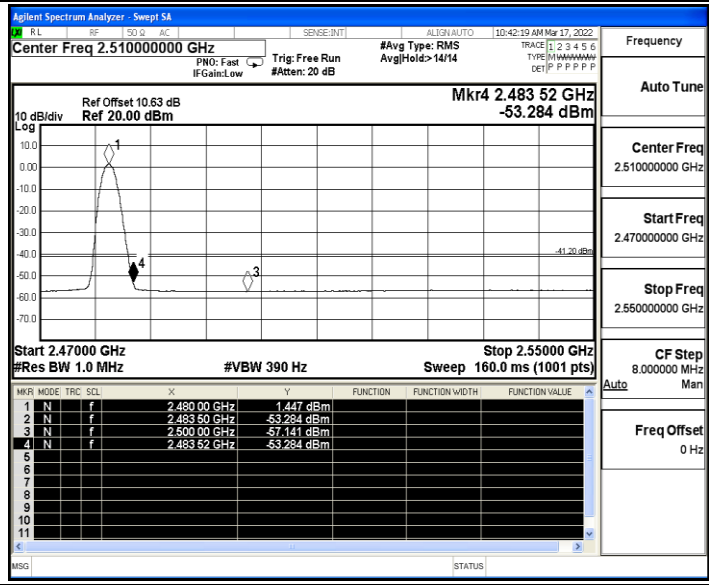 Agilent Spectrum Analyzer - Swept SA
RL RF 50 Ω AC SENSE:INT ALIGN AUTO 10:42:19 AM Mar 17, 2022
Center Freq 2.510000000 GHz
PNO: Fast
IFGain:Low
Trig: Free Run
#Atten: 20 dB
#Avg Type: RMS
Avg|Hold:>14/14
TRACE 1 2 3 4 5 6
TYPE MWWWWW
DET P P P P P P
Ref Offset 10.63 dB
10 dB/div Ref 20.00 dBm
Log
Mkr4 2.483 52 GHz
-53.284 dBm
10.0
0.00
-10.0
-20.0
-30.0
-40.0
-50.0
-60.0
-70.0
1
4
3
-41.20 dBm
Start 2.47000 GHz Stop 2.55000 GHz
#Res BW 1.0 MHz #VBW 390 Hz Sweep 160.0 ms (1001 pts)
MKR MODE TRC SCL X Y FUNCTION FUNCTION WIDTH FUNCTION VALUE
1 N f 2.480 00 GHz 1.447 dBm
2 N f 2.483 50 GHz -53.284 dBm
3 N f 2.500 00 GHz -57.141 dBm
4 N f 2.483 52 GHz -53.284 dBm
5
6
7
8
9
10
11
MSG STATUS
Frequency
Auto Tune
Center Freq
2.510000000 GHz
Start Freq
2.470000000 GHz
Stop Freq
2.550000000 GHz
CF Step
8.000000 MHz
Auto Man
Freq Offset
0 Hz